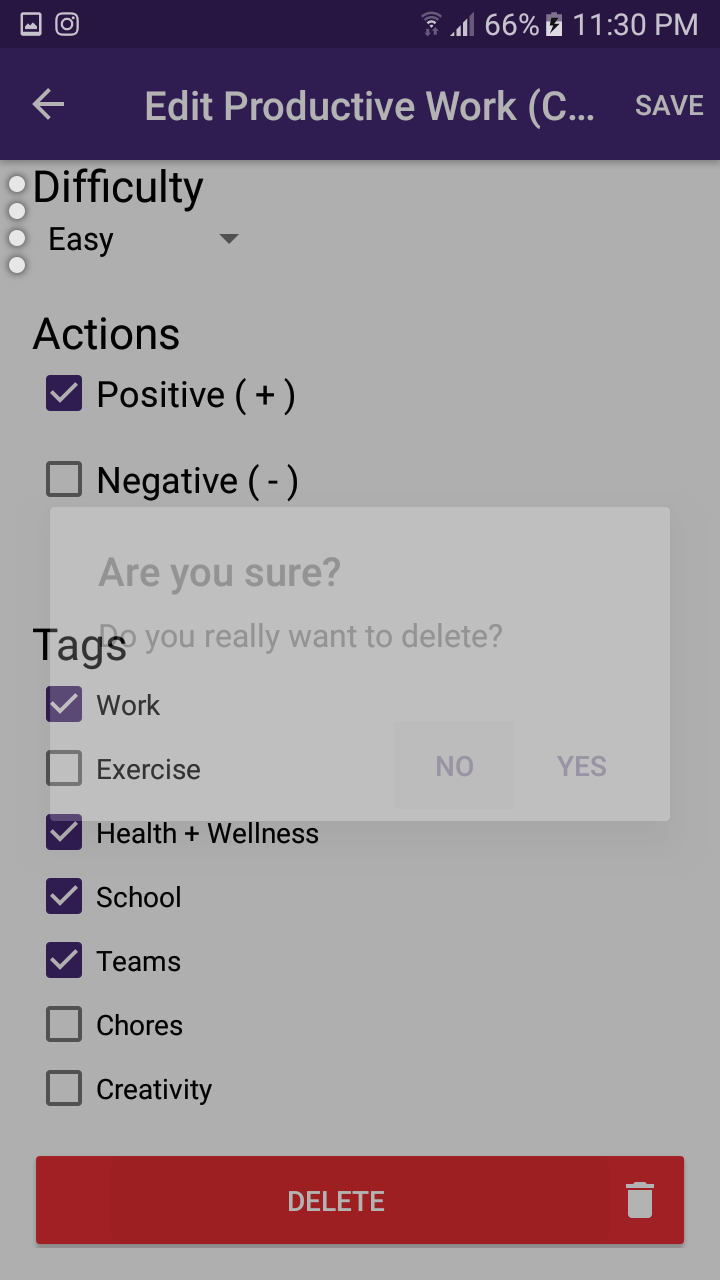 66% 11:30 PM
Edit Productive Work (C... SAVE
Difficulty
Easy
Actions
Positive ( + )
Negative ( - )
Are you sure?
Do you really want to delete?
Tags
Work
NO YES
Exercise
Health + Wellness
School
Teams
Chores
Creativity
DELETE